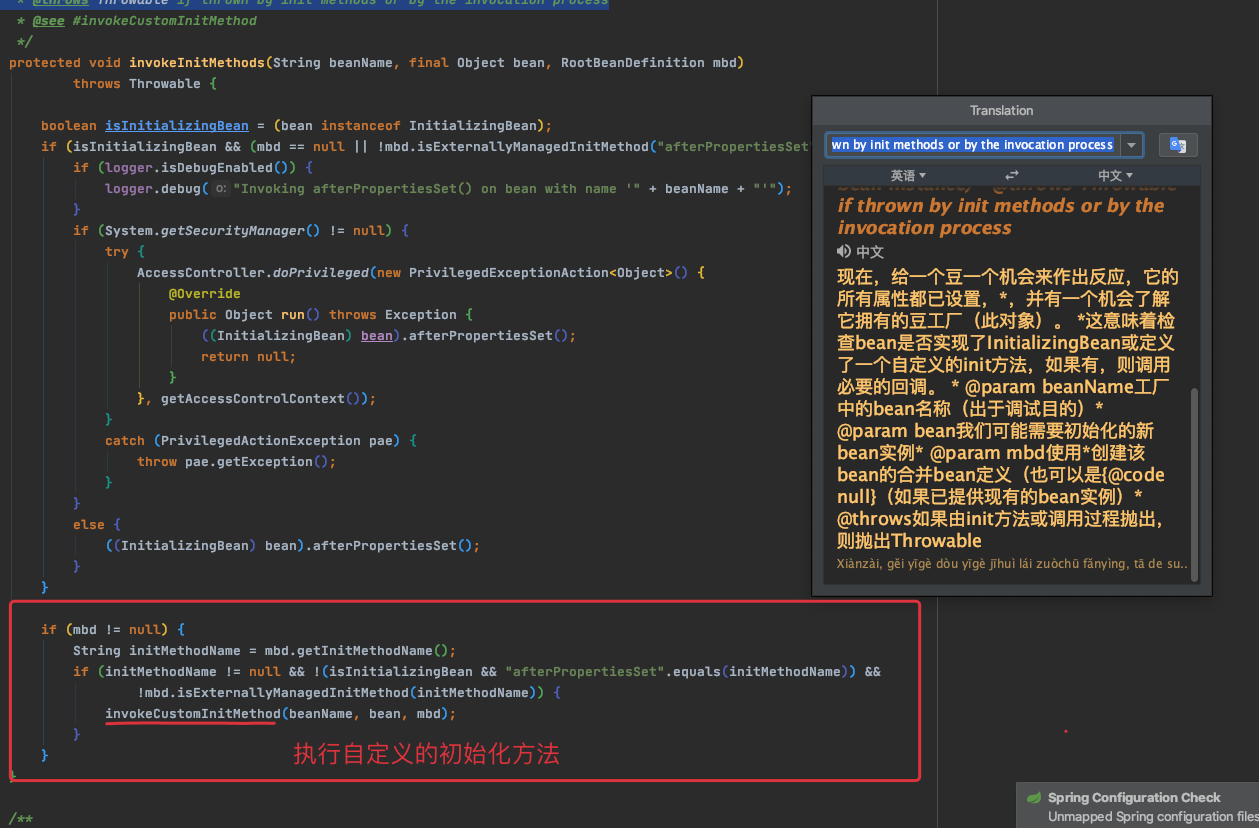 * @throws Throwable if thrown by init methods or by the invocation process
* @see #invokeCustomInitMethod
*/
protected void invokeInitMethods(String beanName, final Object bean, RootBeanDefinition mbd)
throws Throwable {
boolean isInitializingBean = (bean instanceof InitializingBean);
if (isInitializingBean && (mbd == null || !mbd.isExternallyManagedInitMethod("afterPropertiesSet"
if (logger.isDebugEnabled()) {
logger.debug( o: "Invoking afterPropertiesSet() on bean with name '" + beanName + "'");
}
if (System.getSecurityManager() != null) {
try {
AccessController.doPrivileged(new PrivilegedExceptionAction<Object>() {
@Override
public Object run() throws Exception {
((InitializingBean) bean).afterPropertiesSet();
return null;
}
}, getAccessControlContext());
}
catch (PrivilegedActionException pae) {
throw pae.getException();
}
}
else {
((InitializingBean) bean).afterPropertiesSet();
}
}
if (mbd != null) {
String initMethodName = mbd.getInitMethodName();
if (initMethodName != null && !(isInitializingBean && "afterPropertiesSet".equals(initMethodName)) &&
!mbd.isExternallyManagedInitMethod(initMethodName)) {
invokeCustomInitMethod(beanName, bean, mbd);
}
}
执行自定义的初始化方法
}
/**
Translation
wn by init methods or by the invocation process
英语
中文
bean instance) * @throws Throwable
if thrown by init methods or by the
invocation process
中文
现在，给一个豆一个机会来作出反应，它的
所有属性都已设置，*，并有一个机会了解
它拥有的豆工厂（此对象）。 *这意味着检
查bean是否实现了InitializingBean或定义
了一个自定义的init方法，如果有，则调用
必要的回调。 * @param beanName工厂
中的bean名称（出于调试目的）*
@param bean我们可能需要初始化的新
bean实例* @param mbd使用*创建该
bean的合并bean定义（也可以是{@code
null}（如果已提供现有的bean实例）*
@throws如果由init方法或调用过程抛出，
则抛出Throwable
Xiànzài, gěi yīgè dòu yīgè jīhuì lái zuòchū fǎnyìng, tā de su..
Spring Configuration Check
Unmapped Spring configuration files